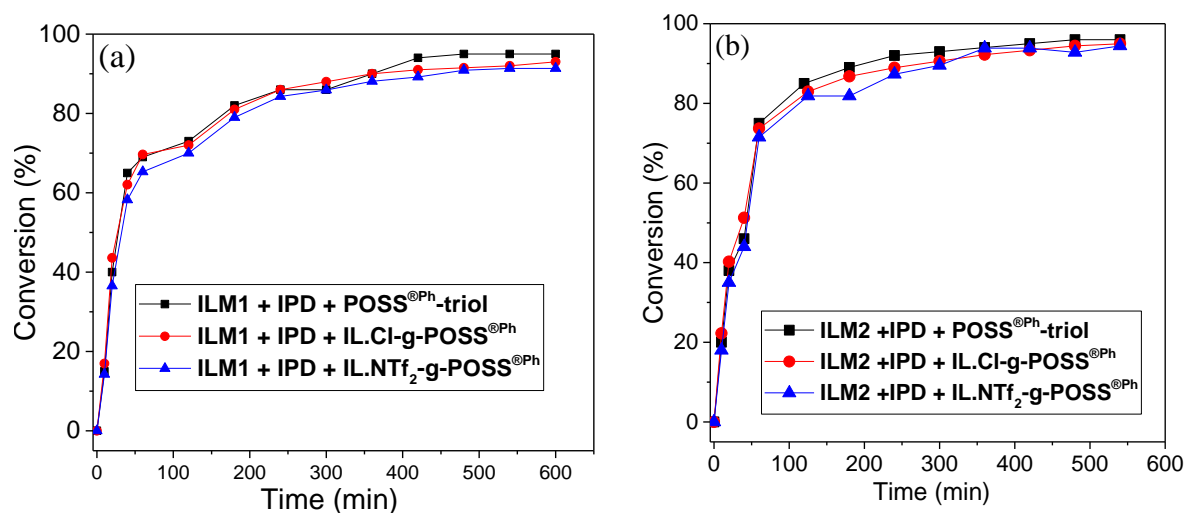 (a)
Conversion (%)
100
80
60
40
20
0
ILM1 + IPD + POSS®Ph-triol
ILM1 + IPD + IL.Cl-g-POSS®Ph
ILM1 + IPD + IL.NTf2-g-POSS®Ph
0 100 200 300 400 500 600
Time (min)
(b)
Conversion (%)
100
80
60
40
20
0
ILM2 +IPD + POSS®Ph-triol
ILM2 +IPD + IL.Cl-g-POSS®Ph
ILM2 +IPD + IL.NTf2-g-POSS®Ph
0 100 200 300 400 500 600
Time (min)